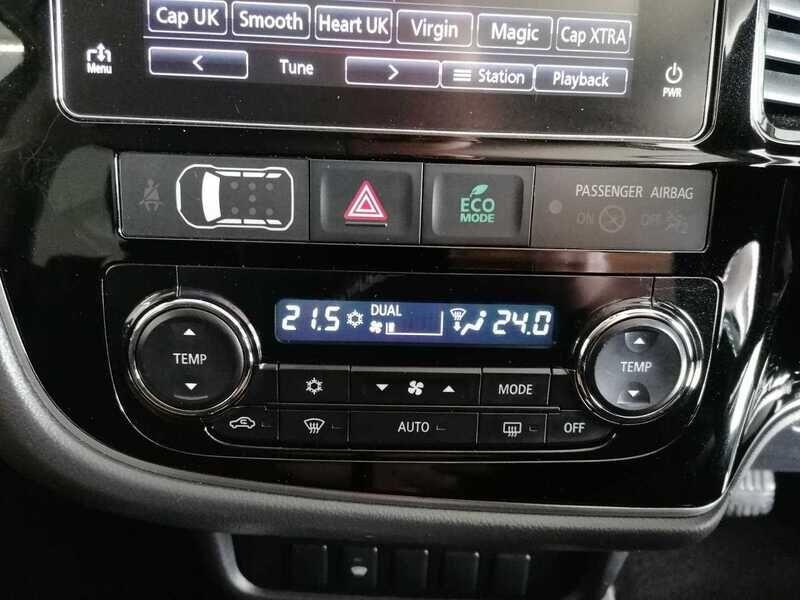 Cap UK Smooth Heart UK Virgin Magic Cap XTRA
Menu < Tune > Station Playback PWR
ECO MODE PASSENGER AIRBAG
ON OFF
21.5 DUAL 24.0
TEMP TEMP
MODE
AUTO OFF